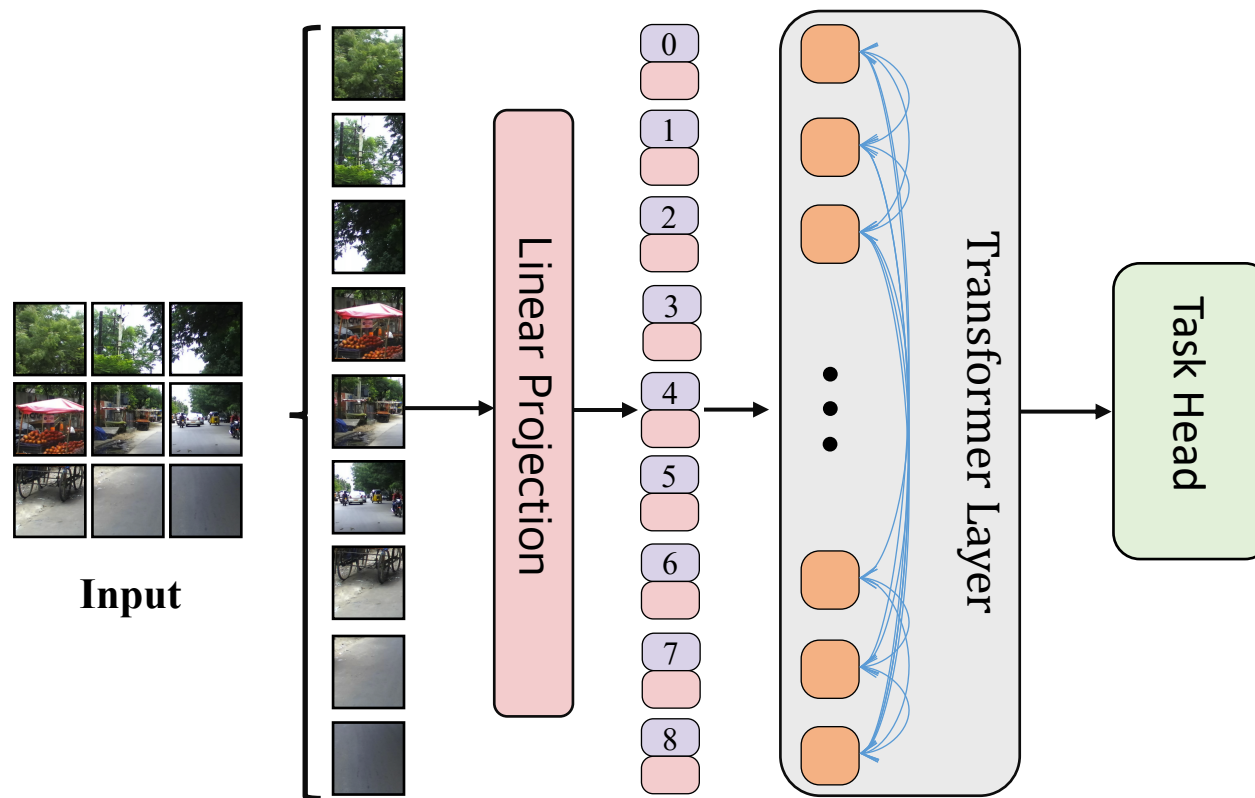 Input
Linear Projection
0
1
2
3
4
5
6
7
8
Transformer Layer
Task Head